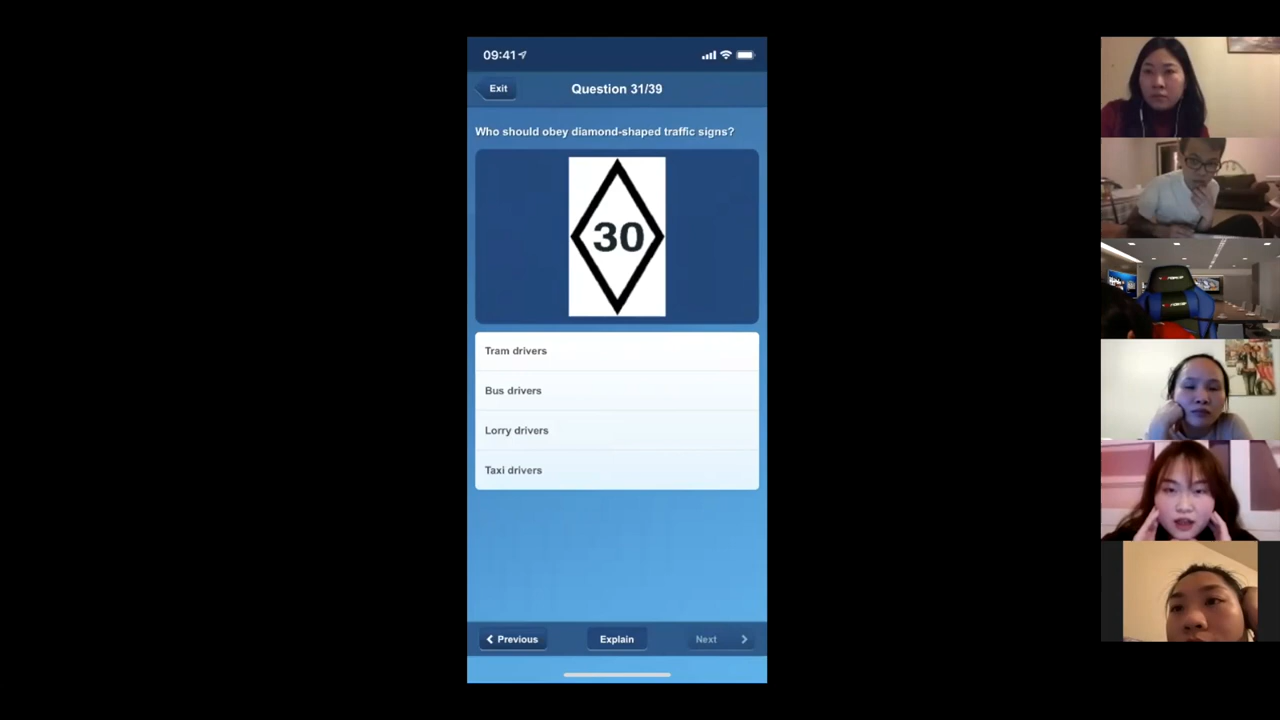 09:41
Exit
Question 31/39
Who should obey diamond-shaped traffic signs?
30
Tram drivers
Bus drivers
Lorry drivers
Taxi drivers
Previous
Explain
Next